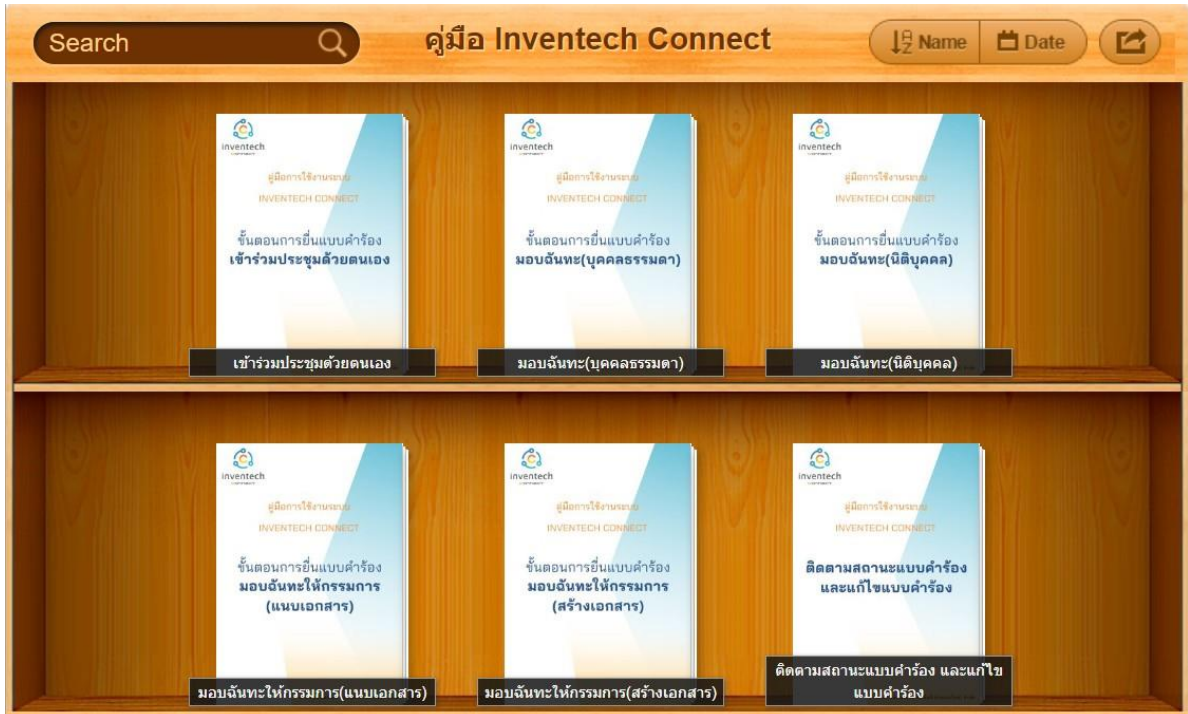 Search
คู่มือ Inventech Connect
Name
Date
inventech
คู่มือการใช้งานระบบ
INVENTECH CONNECT
ขั้นตอนการยื่นแบบคำร้อง
เข้าร่วมประชุมด้วยตนเอง
เข้าร่วมประชุมด้วยตนเอง
inventech
คู่มือการใช้งานระบบ
INVENTECH CONNECT
ขั้นตอนการยื่นแบบคำร้อง
มอบฉันทะ(บุคคลธรรมดา)
มอบฉันทะ(บุคคลธรรมดา)
inventech
คู่มือการใช้งานระบบ
INVENTECH CONNECT
ขั้นตอนการยื่นแบบคำร้อง
มอบฉันทะ(นิติบุคคล)
มอบฉันทะ(นิติบุคคล)
inventech
คู่มือการใช้งานระบบ
INVENTECH CONNECT
ขั้นตอนการยื่นแบบคำร้อง
มอบฉันทะให้กรรมการ
(แนบเอกสาร)
มอบฉันทะให้กรรมการ(แนบเอกสาร)
inventech
คู่มือการใช้งานระบบ
INVENTECH CONNECT
ขั้นตอนการยื่นแบบคำร้อง
มอบฉันทะให้กรรมการ
(สร้างเอกสาร)
มอบฉันทะให้กรรมการ(สร้างเอกสาร)
inventech
คู่มือการใช้งานระบบ
INVENTECH CONNECT
ติดตามสถานะแบบคำร้อง
และแก้ไขแบบคำร้อง
ติดตามสถานะแบบคำร้อง และแก้ไข
แบบคำร้อง